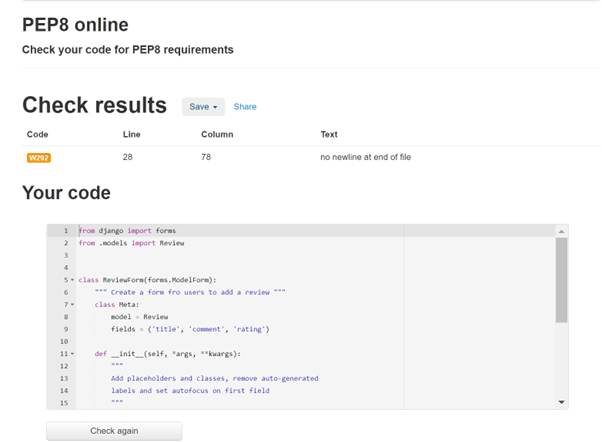 PEP8 online
Check your code for PEP8 requirements
Check results Save Share
Code Line Column Text
W292 28 78 no newline at end of file
Your code
1 from django import forms
2 from .models import Review
3
4
5 class ReviewForm(forms.ModelForm):
6 """ Create a form fro users to add a review """
7 class Meta:
8 model = Review
9 fields = ('title', 'comment', 'rating')
10
11 def __init__(self, *args, **kwargs):
12 """
13 Add placeholders and classes, remove auto-generated
14 labels and set autofocus on first field
15 """
Check again